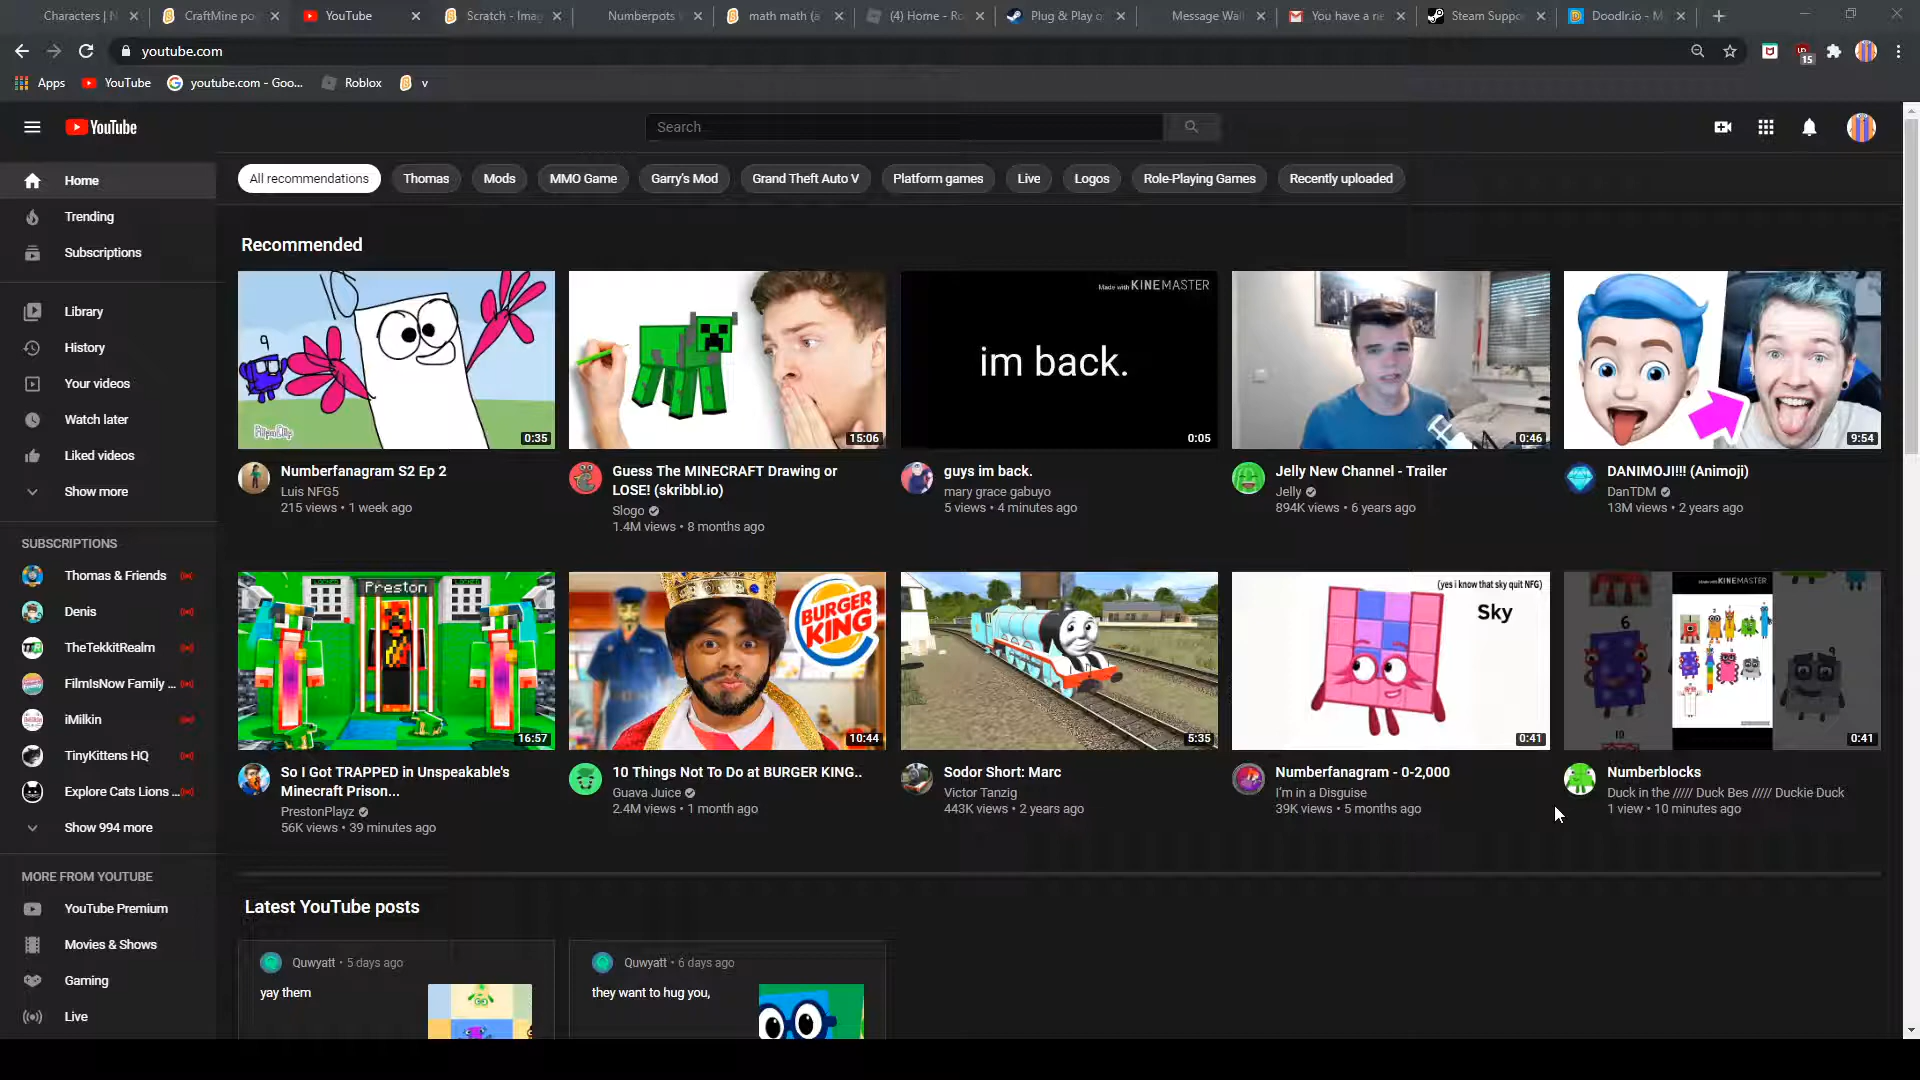 Characters | N
CraftMine po
YouTube
Scratch - Imag
Numberpots
math math (a
(4) Home - Ro
Plug & Play o
Message Wall
You have a ne
Steam Suppo
Doodlr.io - M
youtube.com
15
Apps
YouTube
youtube.com - Goo...
Roblox
v
YouTube
Search
Home
Trending
Subscriptions
Library
History
Your videos
Watch later
Liked videos
Show more
SUBSCRIPTIONS
Thomas & Friends
Denis
TheTekkitRealm
FilmIsNow Family ...
iMilkin
TinyKittens HQ
Explore Cats Lions ...
Show 994 more
MORE FROM YOUTUBE
YouTube Premium
Movies & Shows
Gaming
Live
All recommendations
Thomas
Mods
MMO Game
Garry's Mod
Grand Theft Auto V
Platform games
Live
Logos
Role-Playing Games
Recently uploaded
Recommended
9
FlipaClip
0:35
Numberfanagram S2 Ep 2
Luis NFG5
215 views • 1 week ago
15:06
Guess The MINECRAFT Drawing or
LOSE! (skribbl.io)
Slogo
1.4M views • 8 months ago
Made with KINEMASTER
im back.
0:05
guys im back.
mary grace gabuyo
5 views • 4 minutes ago
0:46
Jelly New Channel - Trailer
Jelly
894K views • 6 years ago
9:54
DANIMOJI!!! (Animoji)
DanTDM
13M views • 2 years ago
Preston
16:57
So I Got TRAPPED in Unspeakable's
Minecraft Prison...
PrestonPlayz
56K views • 39 minutes ago
BURGER
KING
10:44
10 Things Not To Do at BURGER KING..
Guava Juice
2.4M views • 1 month ago
5:35
Sodor Short: Marc
Victor Tanzig
443K views • 2 years ago
(yes i know that sky quit NFG)
Sky
0:41
Numberfanagram - 0-2,000
I'm in a Disguise
39K views • 5 months ago
6
10
0:41
Numberblocks
Duck in the ///// Duck Bes ///// Duckie Duck
1 view • 10 minutes ago
Latest YouTube posts
Quwyatt • 5 days ago
yay them
Quwyatt • 6 days ago
they want to hug you,